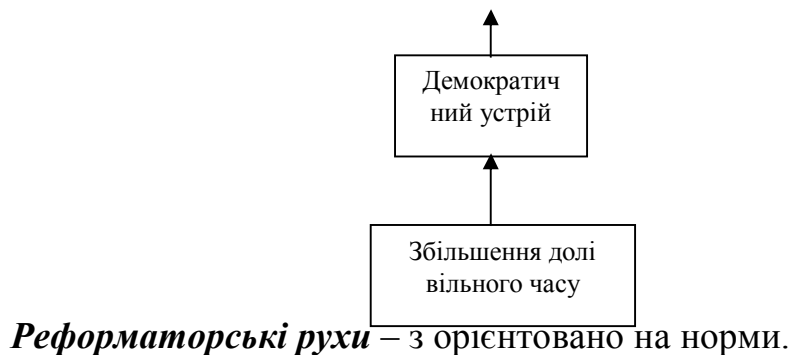 Демократич
ний устрій
Збільшення долі
вільного часу
Реформаторські рухи – з орієнтовано на норми.